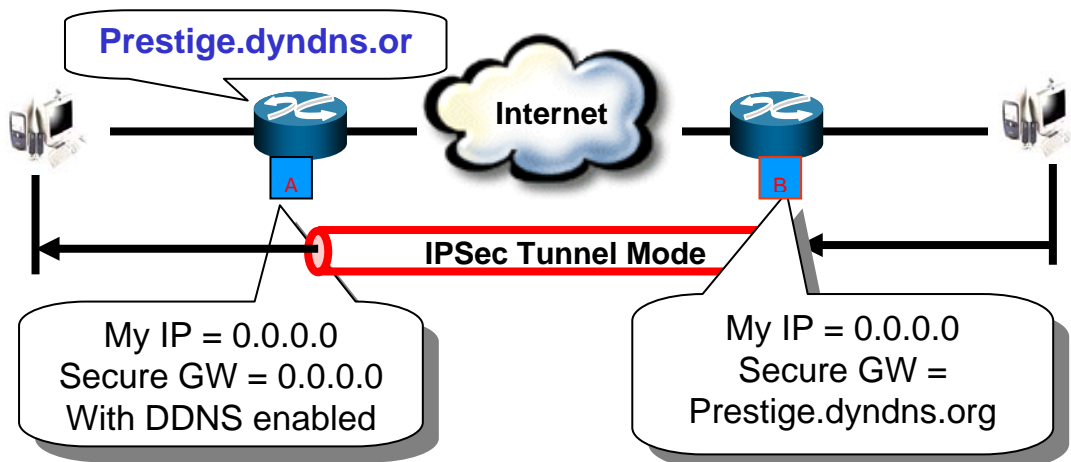 Prestige.dyndns.or
Internet
A
B
IPSec Tunnel Mode
My IP = 0.0.0.0
Secure GW = 0.0.0.0
With DDNS enabled
My IP = 0.0.0.0
Secure GW =
Prestige.dyndns.org